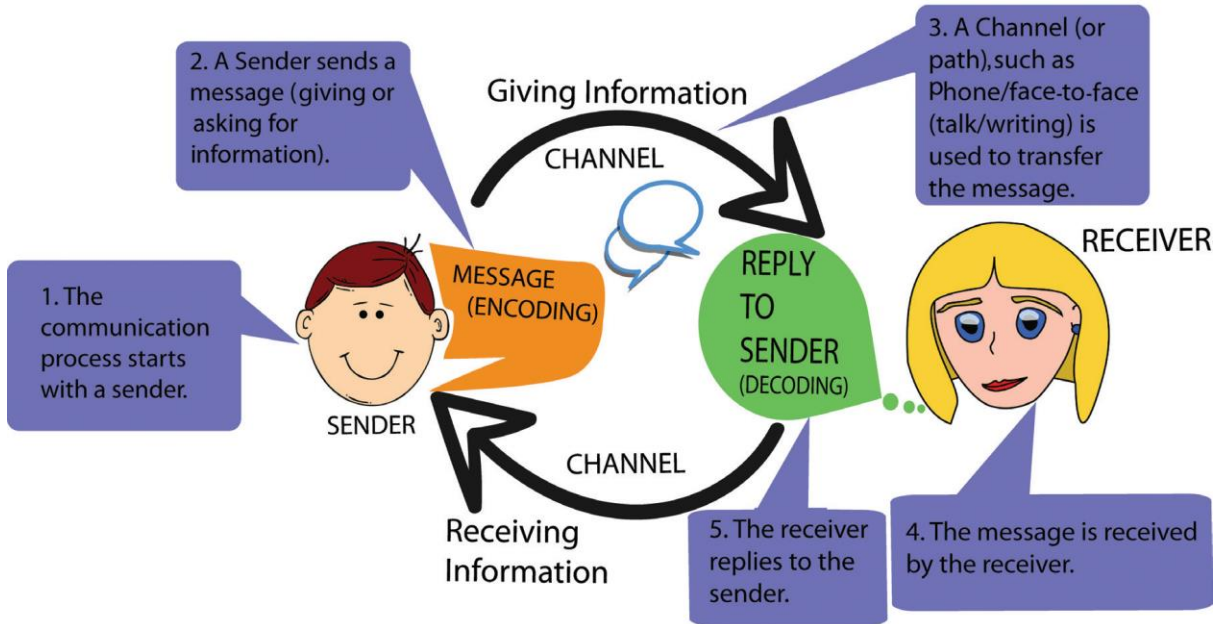 2. A Sender sends a
message (giving or
asking for
information).
Giving Information
CHANNEL
3. A Channel (or
path),such as
Phone/face-to-face
(talk/writing) is
used to transfer
the message.
1. The
communication
process starts
with a sender.
MESSAGE
(ENCODING)
SENDER
REPLY
TO
SENDER
(DECODING)
RECEIVER
CHANNEL
Receiving
Information
5. The receiver
replies to the
sender.
4. The message is received
by the receiver.